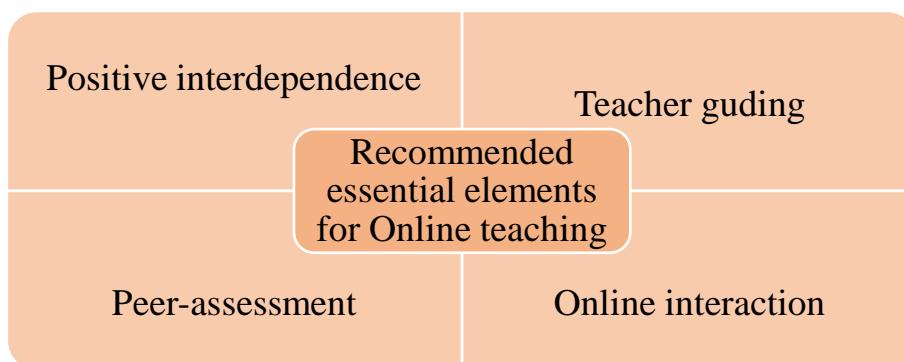 Positive interdependence
Teacher guding
Recommended
essential elements
for Online teaching
Peer-assessment
Online interaction